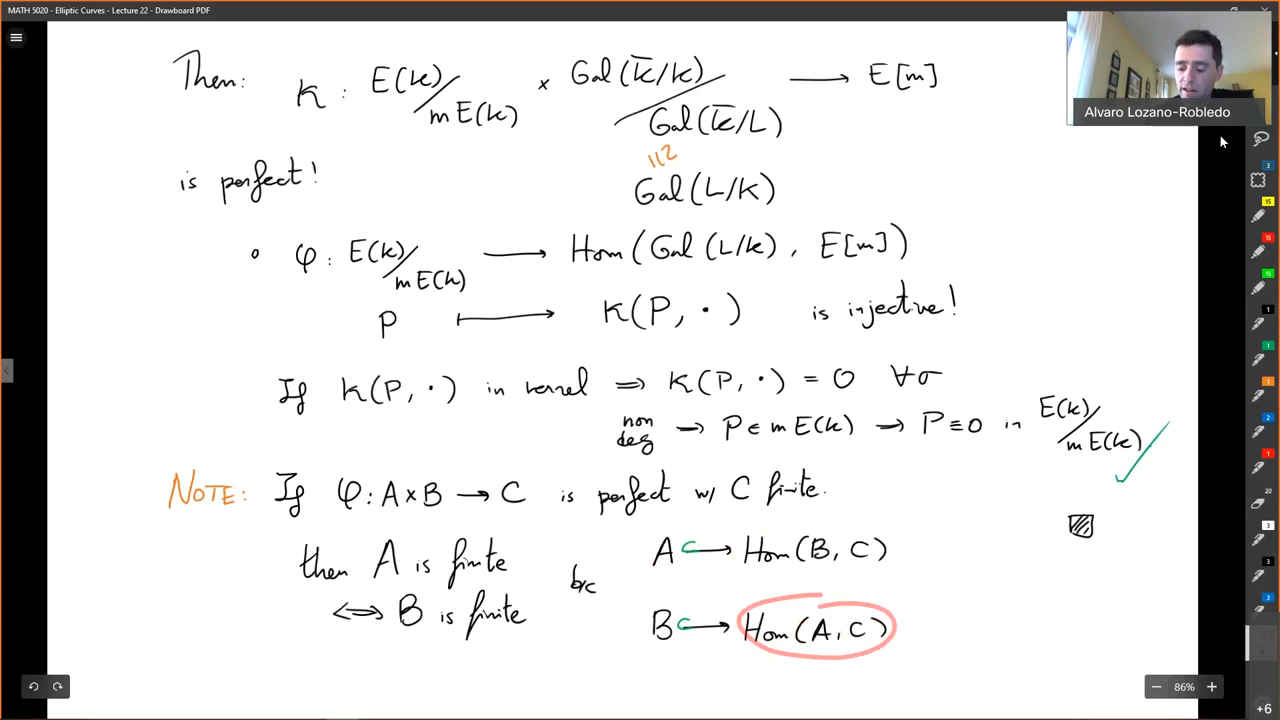 MATH 5020 - Elliptic Curves - Lecture 22 - Drawboard PDF
Alvaro Lozano-Robledo
Then: κ : E(k)/mE(k) × Gal(k̄/k)/Gal(k̄/L) ⟶ E[m]
≅
is perfect! Gal(L/K)
∘ φ : E(k)/mE(k) ⟶ Hom(Gal(L/k), E[m])
P ⟼ κ(P, ·) is injective!
If κ(P, ·) in kernel ⟹ κ(P, ·) = 0 ∀σ
non deg ⟶ P ∈ mE(k) ⟶ P ≡ 0 in E(k)/mE(k) ✓
NOTE: If φ : A×B ⟶ C is perfect w/ C finite.
then A is finite b/c A ↪ Hom(B, C)
⟺ B is finite B ↪ Hom(A, C)
86%
+6